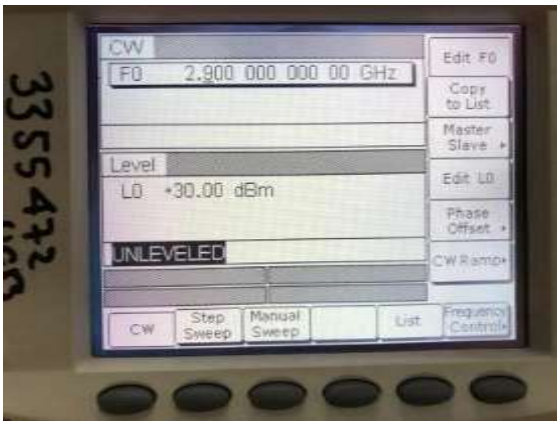 3355472
CW
F0 2.900 000 000 00 GHz
Level
L0 +30.00 dBm
UNLEVELED
Edit F0
Copy
to List
Master
Slave
Edit L0
Phase
Offset
CW Ramp
CW
Step
Sweep
Manual
Sweep
List
Frequency
Control